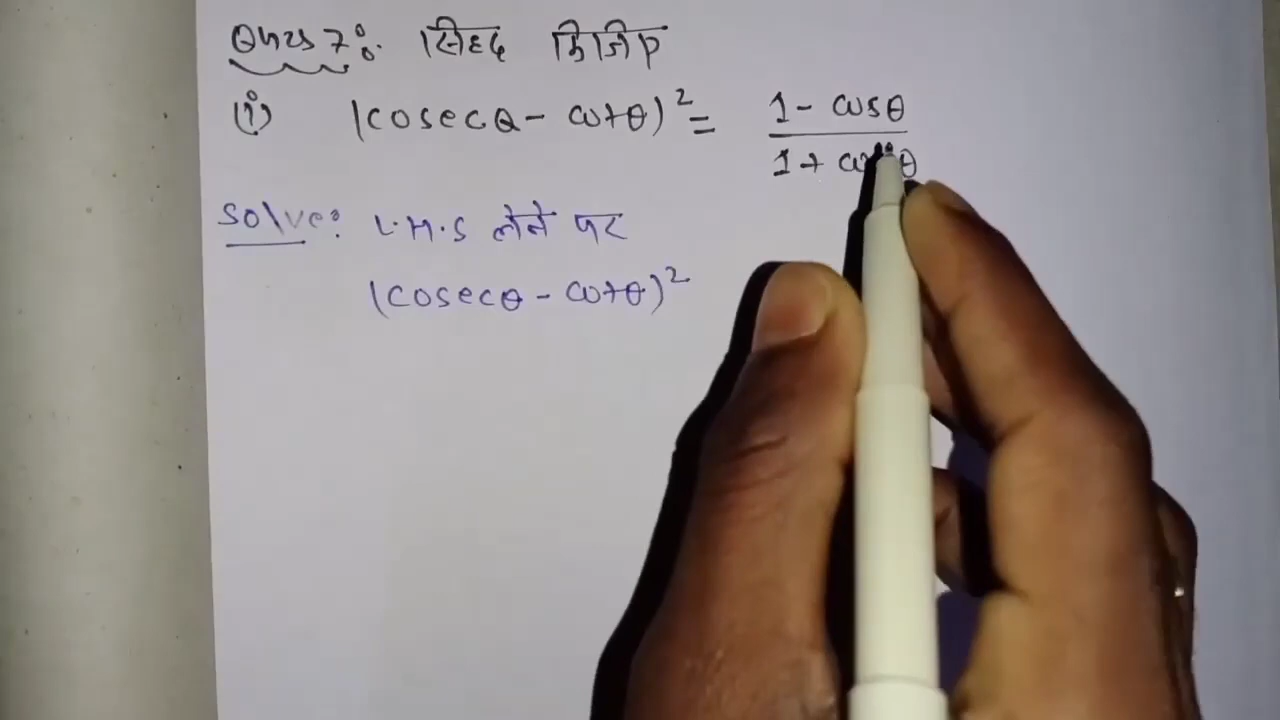 Ques 7:- सिद्ध किजिए
(i) (cosecθ - cotθ)² = 1 - cosθ / 1 + cosθ
Solve: L.H.S लेने पर
(cosecθ - cotθ)²